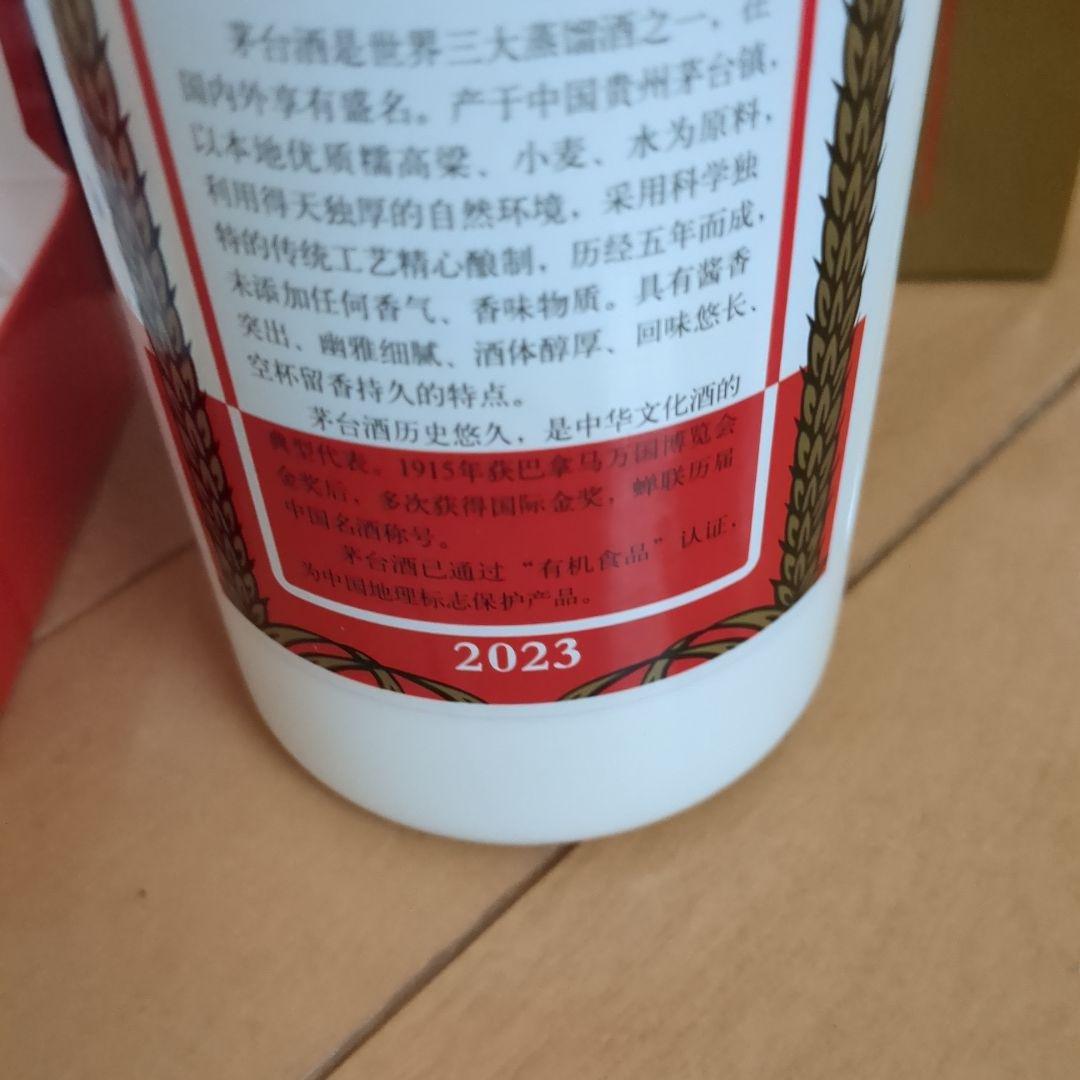 茅台酒是世界三大蒸馏酒之一，在
国内外享有盛名。产于中国贵州茅台镇，
以本地优质糯高粱、小麦、水为原料，
利用得天独厚的自然环境，采用科学独
特的传统工艺精心酿制，历经五年而成，
未添加任何香气、香味物质。具有酱香
突出、幽雅细腻、酒体醇厚、回味悠长、
空杯留香持久的特点。
茅台酒历史悠久，是中华文化酒的
典型代表。1915年获巴拿马万国博览会
金奖后，多次获得国际金奖，蝉联历届
中国名酒称号。
茅台酒已通过“有机食品”认证，
为中国地理标志保护产品。
2023